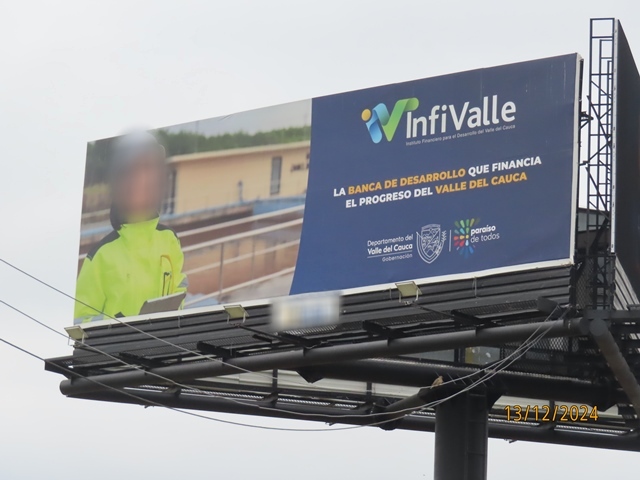 InfiValle
Instituto Financiero para el Desarrollo del Valle del Cauca
LA BANCA DE DESARROLLO QUE FINANCIA
EL PROGRESO DEL VALLE DEL CAUCA
Departamento del
Valle del Cauca
Gobernación
paraíso
de todos
13/12/2024